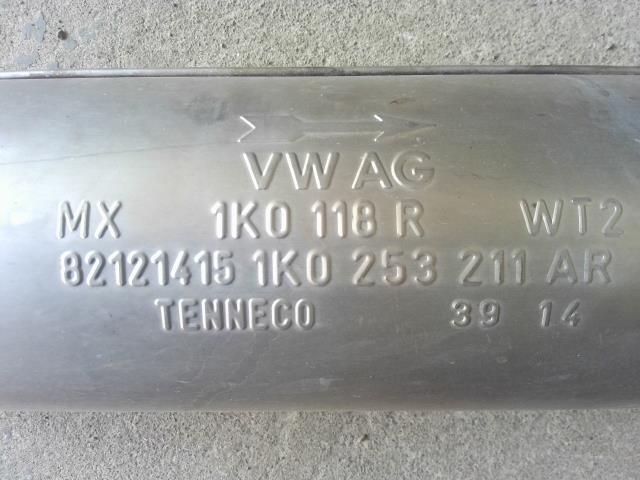 VW AG
MX 1K0 118 R WT2
82121415 1K0 253 211 AR
TENNECO 39 14